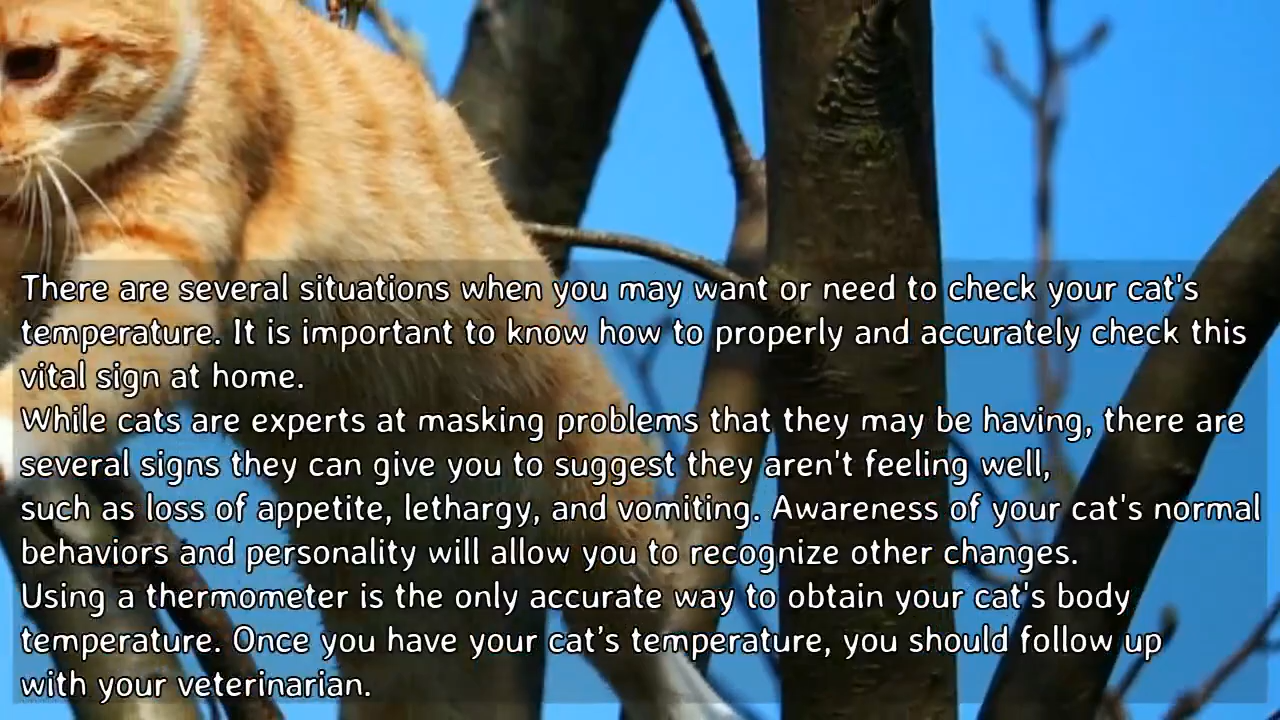 There are several situations when you may want or need to check your cat's
temperature. It is important to know how to properly and accurately check this
vital sign at home.
While cats are experts at masking problems that they may be having, there are
several signs they can give you to suggest they aren't feeling well,
such as loss of appetite, lethargy, and vomiting. Awareness of your cat's normal
behaviors and personality will allow you to recognize other changes.
Using a thermometer is the only accurate way to obtain your cat's body
temperature. Once you have your cat’s temperature, you should follow up
with your veterinarian.